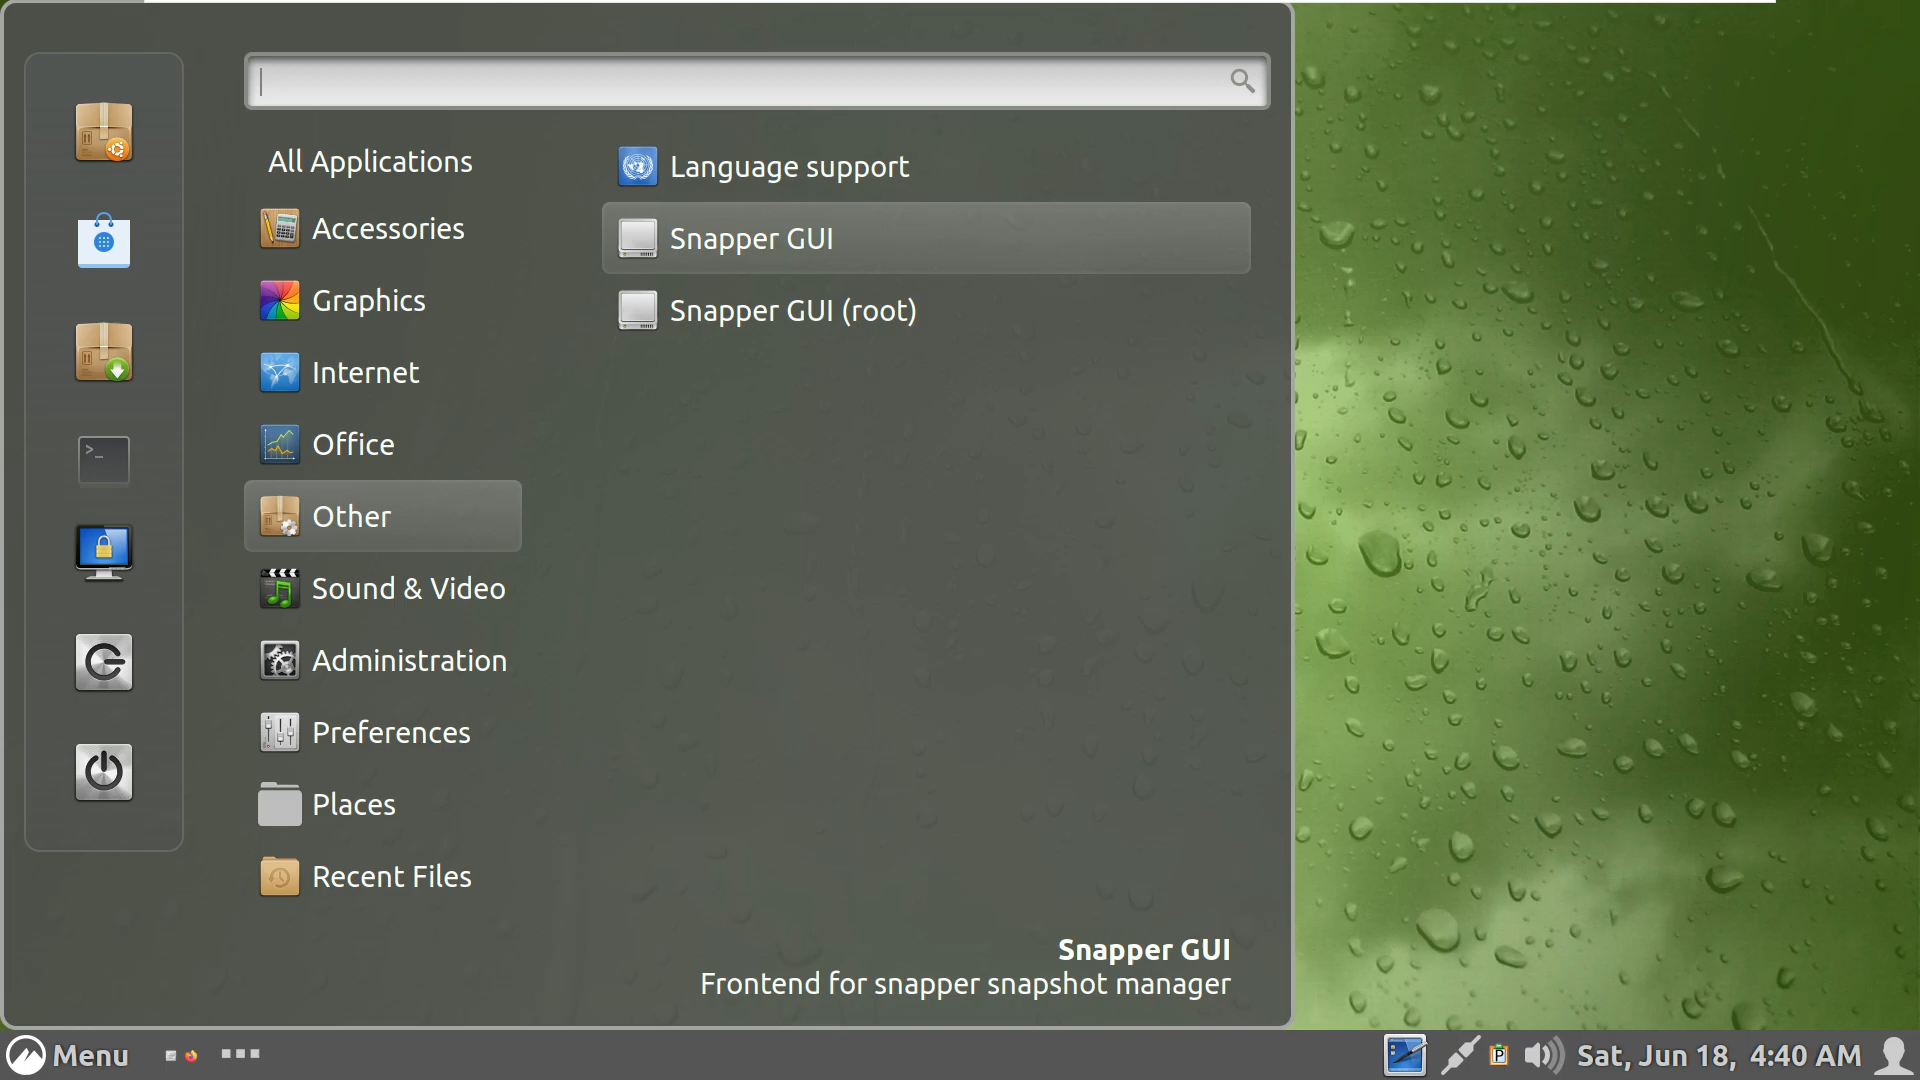 All Applications
Accessories
Graphics
Internet
Office
Other
Sound & Video
Administration
Preferences
Places
Recent Files
Language support
Snapper GUI
Snapper GUI (root)
Snapper GUI
Frontend for snapper snapshot manager
>_
Menu
P
Sat, Jun 18, 4:40 AM